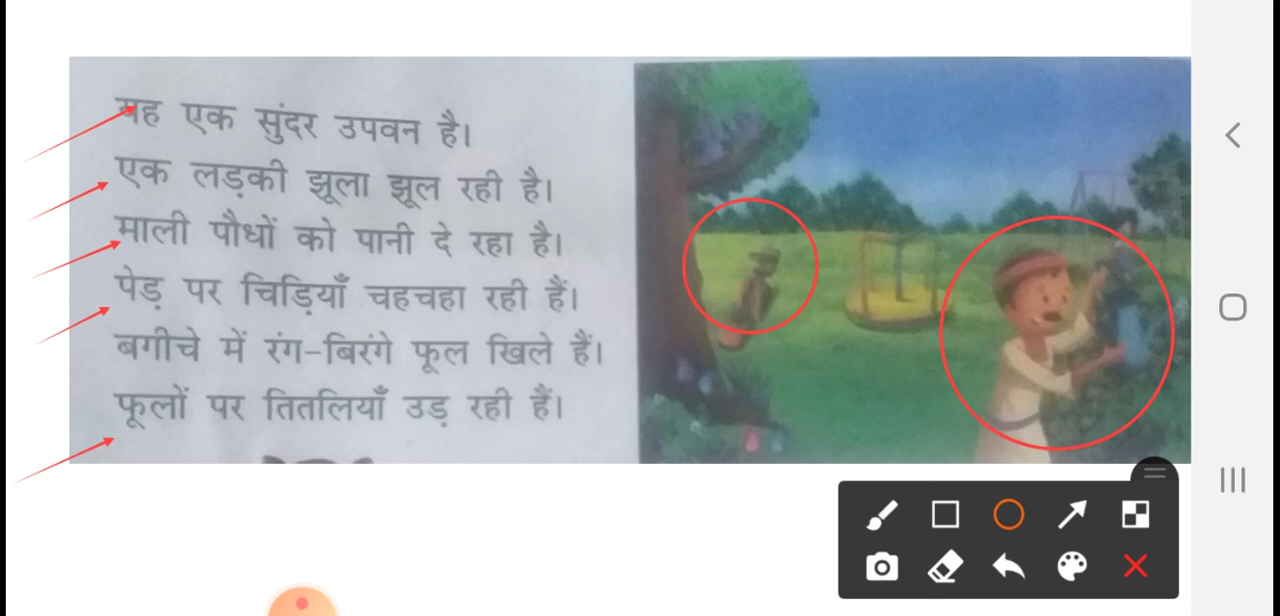 यह एक सुंदर उपवन है।
एक लड़की झूला झूल रही है।
माली पौधों को पानी दे रहा है।
पेड़ पर चिड़ियाँ चहचहा रही हैं।
बगीचे में रंग-बिरंगे फूल खिले हैं।
फूलों पर तितलियाँ उड़ रही हैं।